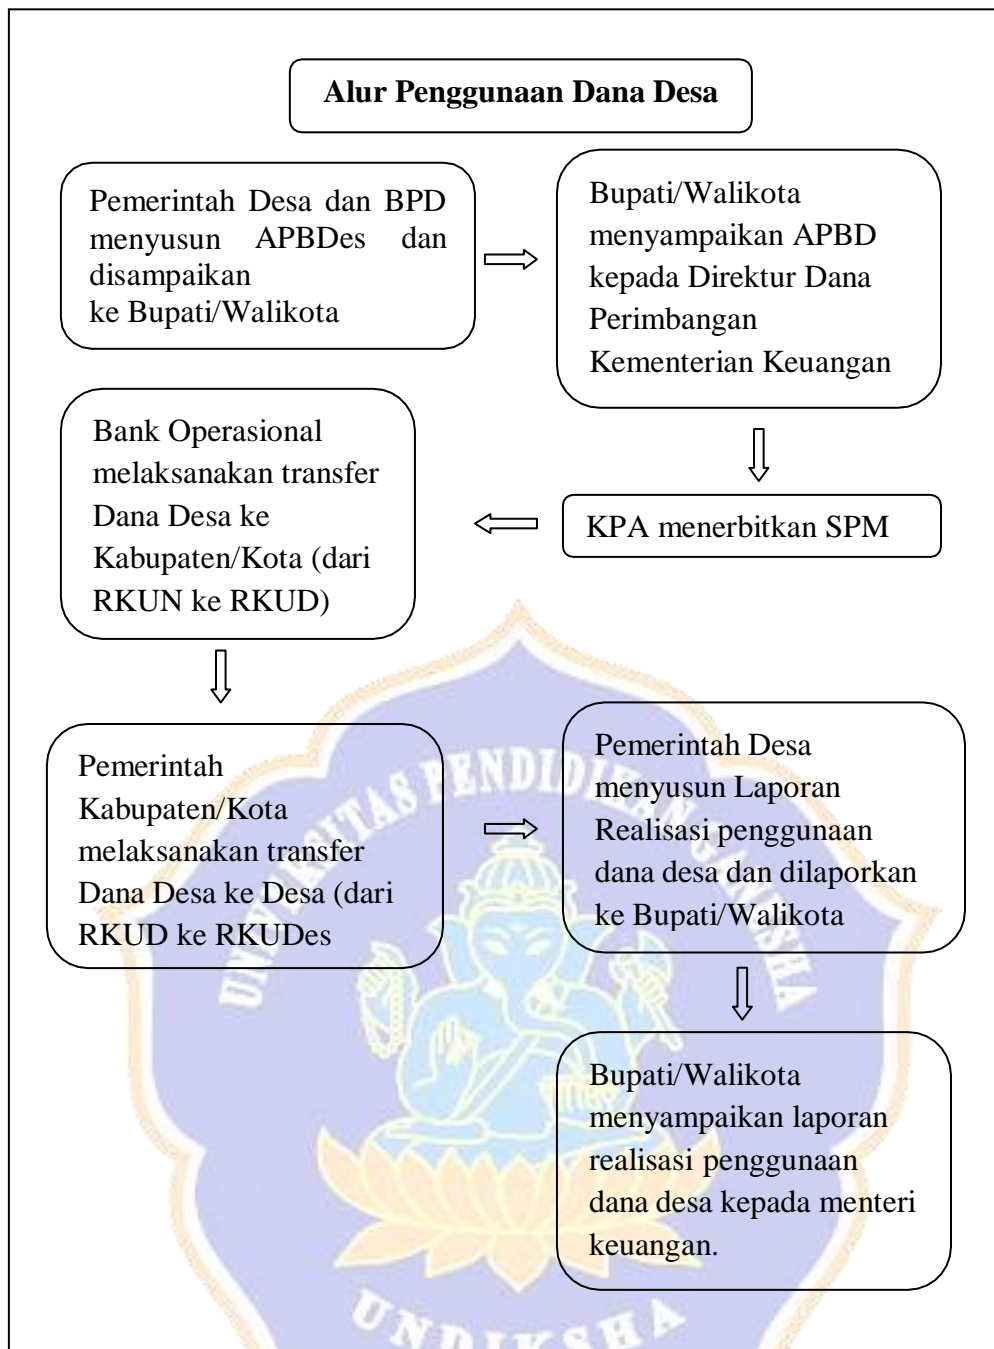 Alur Penggunaan Dana Desa
Pemerintah Desa dan BPD
menyusun APBDes dan
disampaikan
ke Bupati/Walikota
Bupati/Walikota
menyampaikan APBD
kepada Direktur Dana
Perimbangan
Kementerian Keuangan
KPA menerbitkan SPM
Bank Operasional
melaksanakan transfer
Dana Desa ke
Kabupaten/Kota (dari
RKUN ke RKUD)
Pemerintah
Kabupaten/Kota
melaksanakan transfer
Dana Desa ke Desa (dari
RKUD ke RKUDes
Pemerintah Desa
menyusun Laporan
Realisasi penggunaan
dana desa dan dilaporkan
ke Bupati/Walikota
Bupati/Walikota
menyampaikan laporan
realisasi penggunaan
dana desa kepada menteri
keuangan.
UNIVERSITAS PENDIDIKAN GANESHA
UNDIKSHA